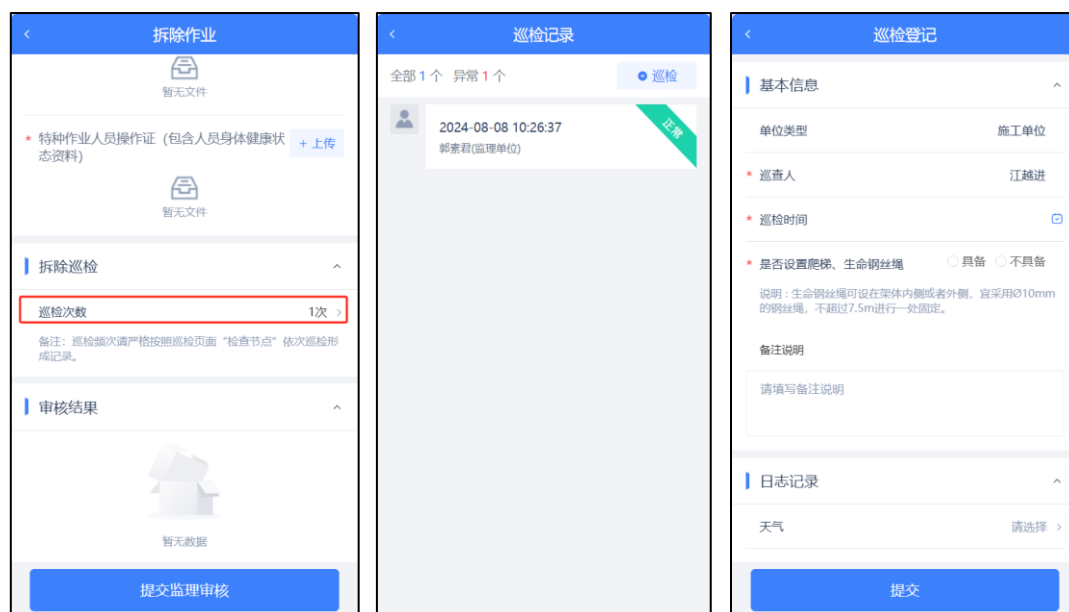 拆除作业
暂无文件
* 特种作业人员操作证（包含人员身体健康状
态资料)
+ 上传
暂无文件
拆除巡检
巡检次数 1次
备注：巡检频次请严格按照巡检页面“检查节点”依次巡检形
成记录。
审核结果
暂无数据
提交监理审核
巡检记录
全部 1 个 异常 1 个
巡检
2024-08-08 10:26:37
正常
郭素君(监理单位)
巡检登记
基本信息
单位类型 施工单位
* 巡查人 江越进
* 巡检时间
* 是否设置爬梯、生命钢丝绳 具备 不具备
说明：生命钢丝绳可设在架体内侧或者外侧，宜采用Ø10mm
的钢丝绳，不超过7.5m进行一处固定。
备注说明
请填写备注说明
日志记录
天气 请选择
提交